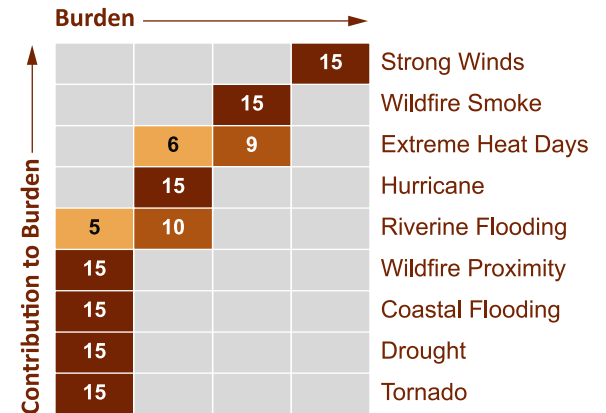 Burden
Contribution to Burden
15 Strong Winds
15 Wildfire Smoke
6 9 Extreme Heat Days
15 Hurricane
5 10 Riverine Flooding
15 Wildfire Proximity
15 Coastal Flooding
15 Drought
15 Tornado